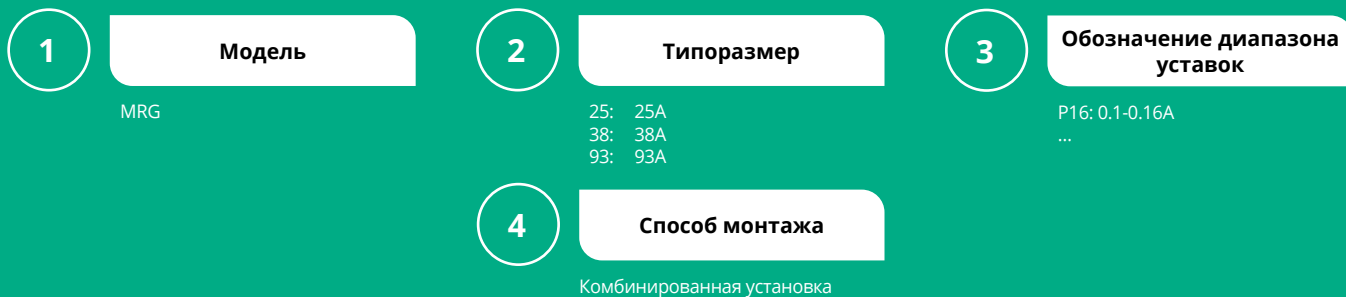 1
Модель
MRG
2
Типоразмер
25: 25A
38: 38A
93: 93A
3
Обозначение диапазона
уставок
P16: 0.1-0.16A
...
4
Способ монтажа
Комбинированная установка